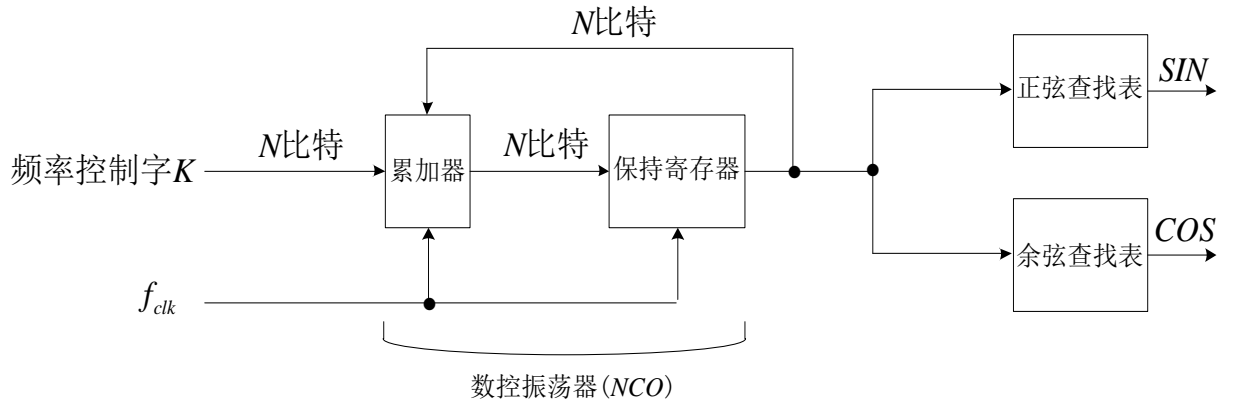 N比特
正弦查找表
SIN
频率控制字K
N比特
累加器
N比特
保持寄存器
余弦查找表
COS
f_clk
数控振荡器(NCO)